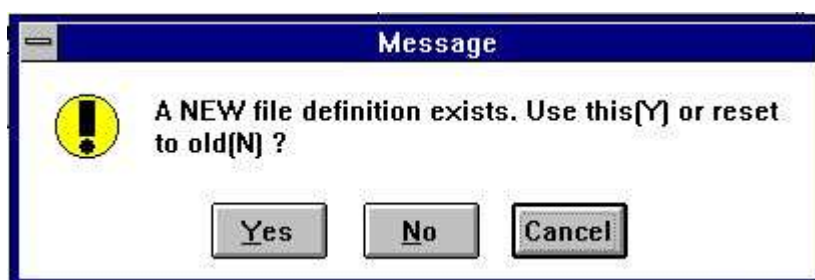 Message
A NEW file definition exists. Use this(Y) or reset
to old(N) ?
Yes No Cancel